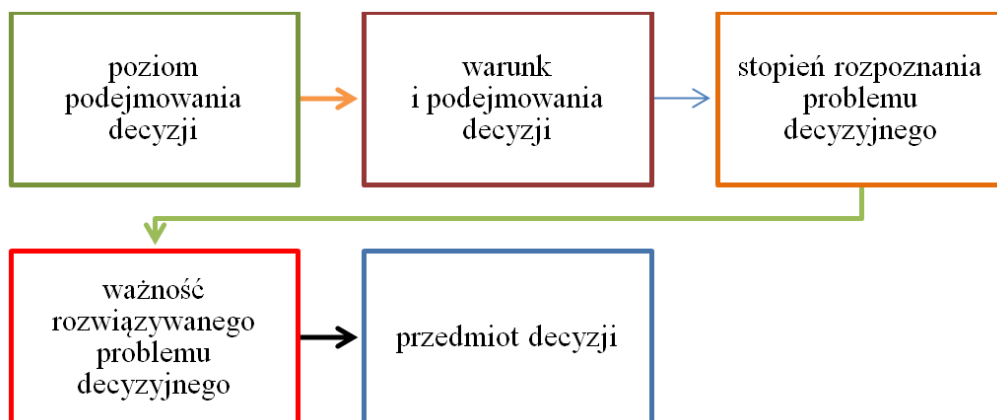 poziom
podejmowania
decyzji
warunk
i podejmowania
decyzji
stopień rozpoznania
problemu
decyzyjnego
ważność
rozwiązywanego
problemu
decyzyjnego
przedmiot decyzji